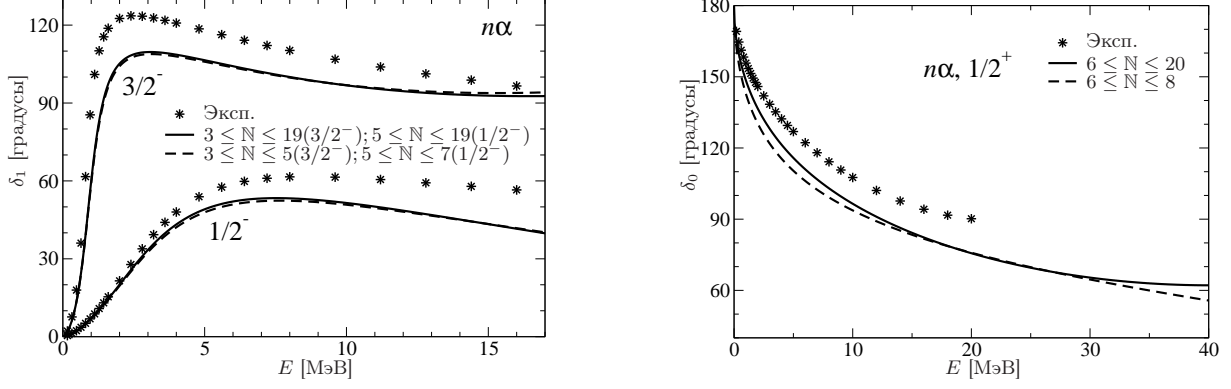 120
90
60
30
0
δ₁ [градусы]
nα
3/2⁻
Эксп.
3 ≤ ℕ ≤ 19(3/2⁻); 5 ≤ ℕ ≤ 19(1/2⁻)
3 ≤ ℕ ≤ 5(3/2⁻); 5 ≤ ℕ ≤ 7(1/2⁻)
1/2⁻
0 5 10 15
E [МэВ]
180
150
120
90
60
δ₀ [градусы]
Эксп.
nα, 1/2⁺
6 ≤ ℕ ≤ 20
6 ≤ ℕ ≤ 8
0 10 20 30 40
E [МэВ]